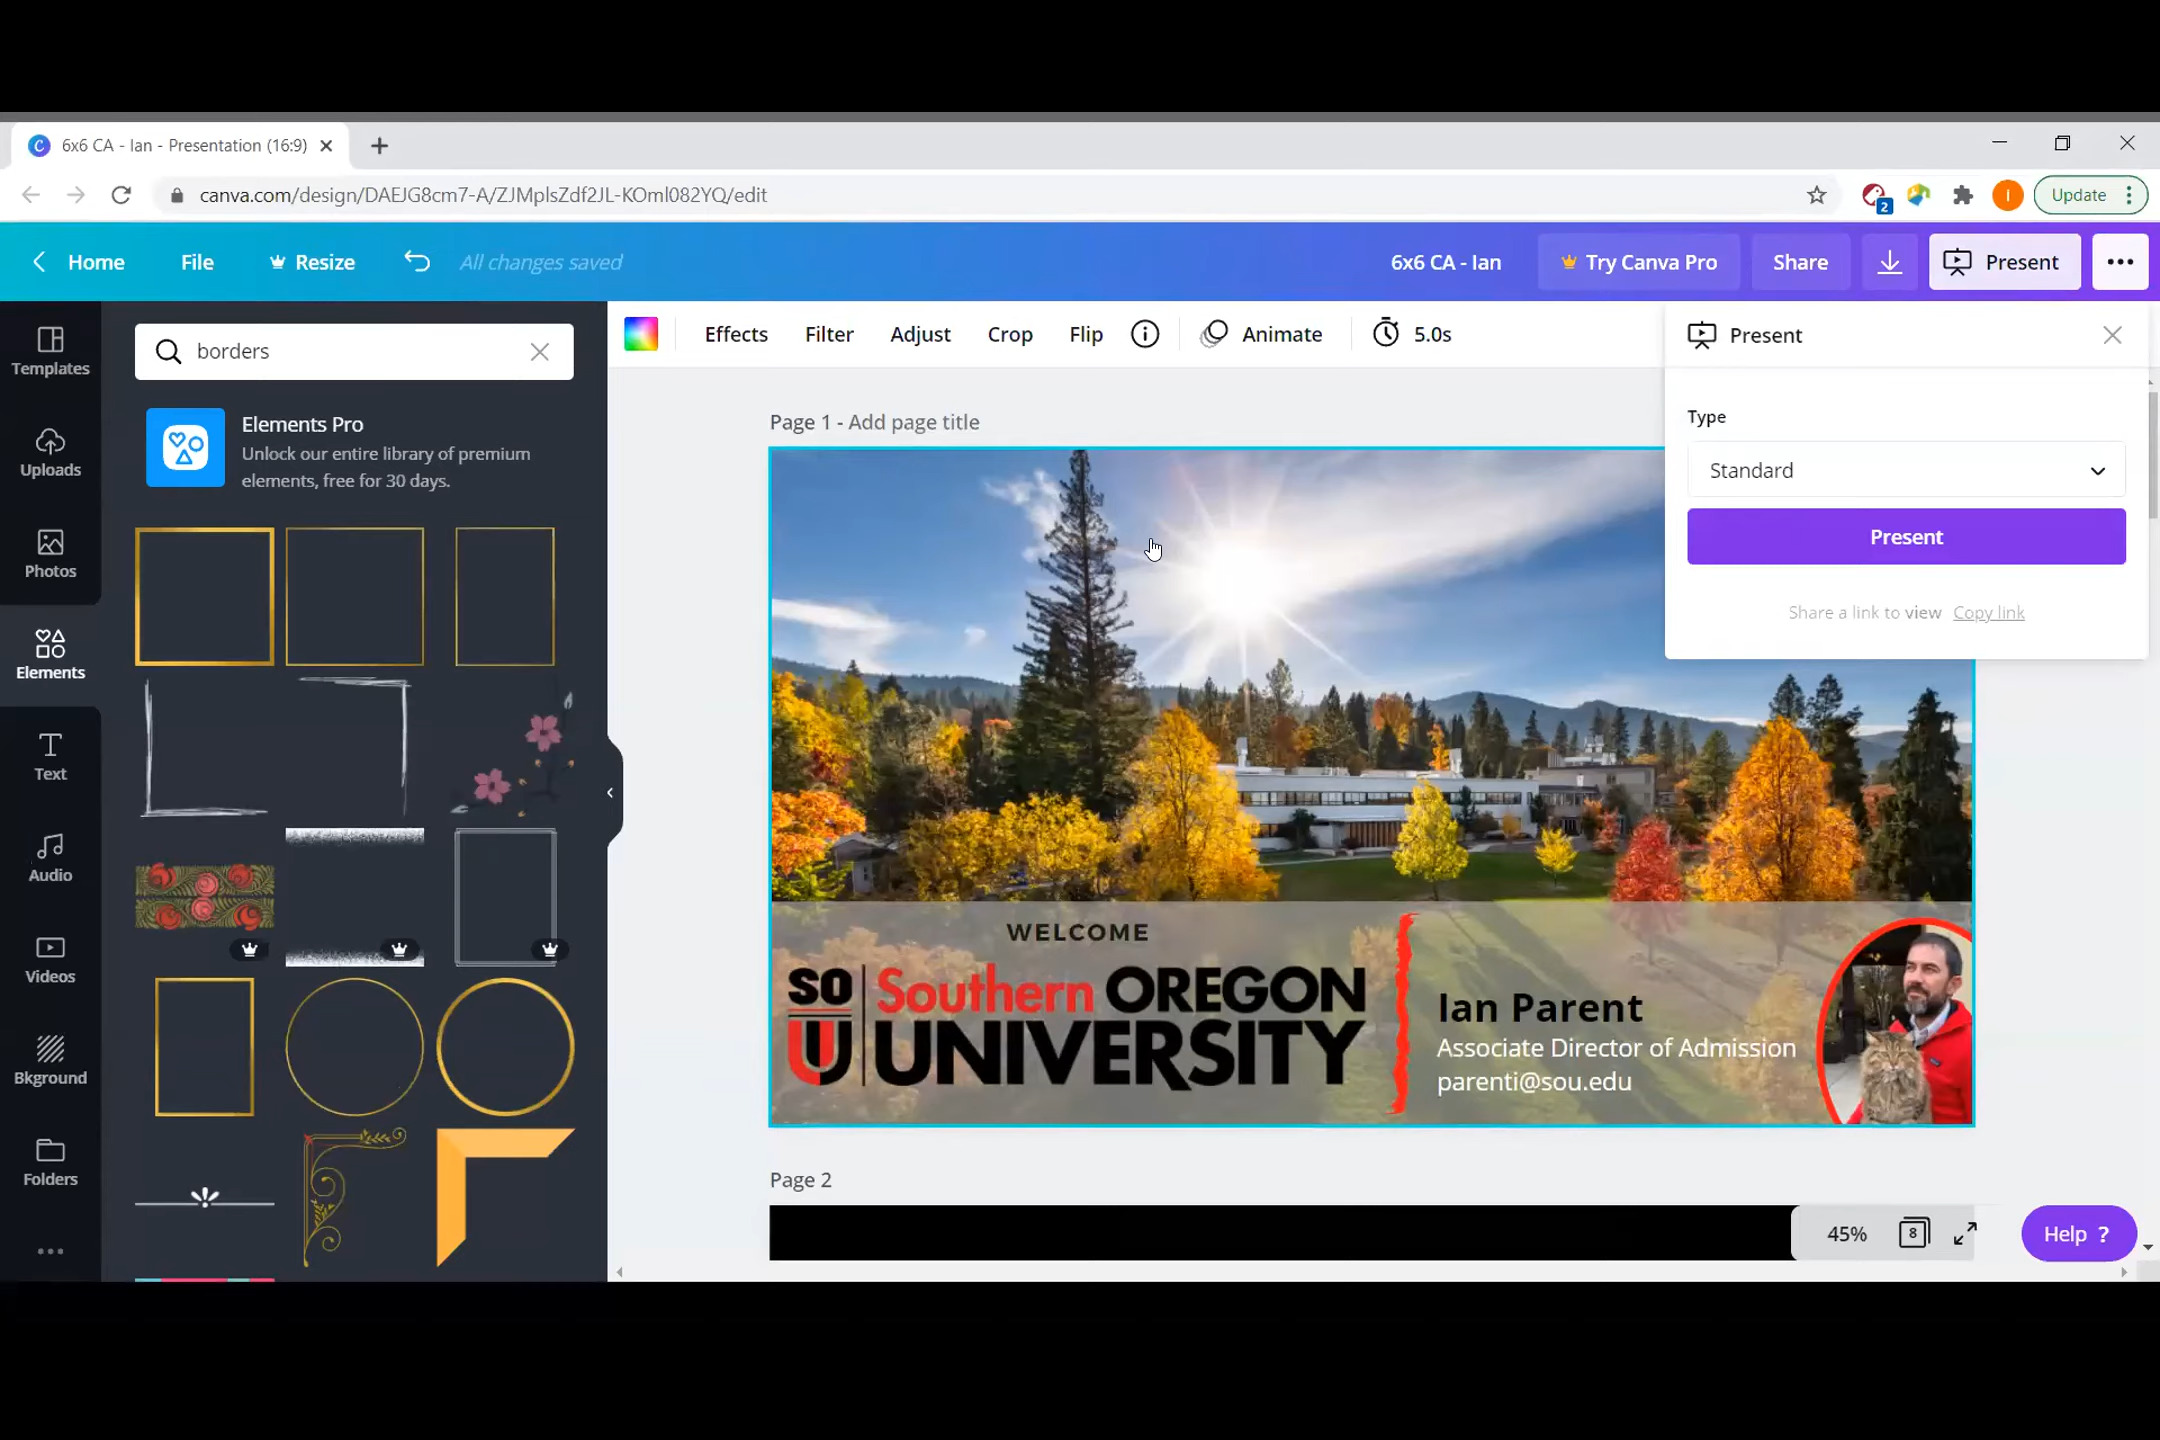 6x6 CA - Ian - Presentation (16:9)
canva.com/design/DAEJG8cm7-A/ZJMplsZdf2JL-KOml082YQ/edit
2
I
Update
Home
File
Resize
All changes saved
6x6 CA - Ian
Try Canva Pro
Share
Present
Templates
Uploads
Photos
Elements
Text
Audio
Videos
Bkground
Folders
borders
Elements Pro
Unlock our entire library of premium
elements, free for 30 days.
Effects
Filter
Adjust
Crop
Flip
Animate
5.0s
Present
Type
Standard
Present
Share a link to view Copy link
Page 1 - Add page title
WELCOME
SO
U
Southern OREGON
UNIVERSITY
Ian Parent
Associate Director of Admission
parenti@sou.edu
Page 2
45%
8
Help ?